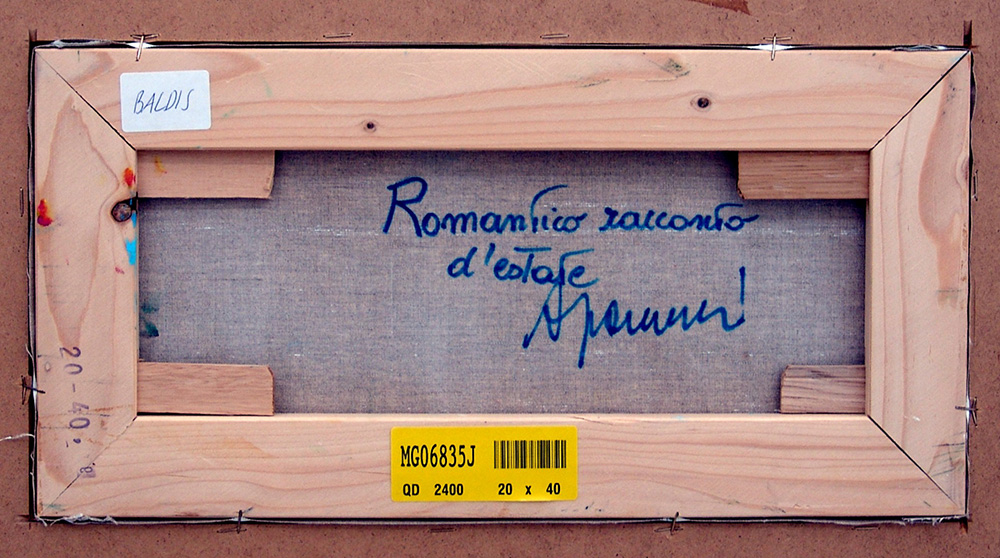 BALDIS
Romantico racconto
d'estate
20-40
MG06835J
QD 2400 20 x 40